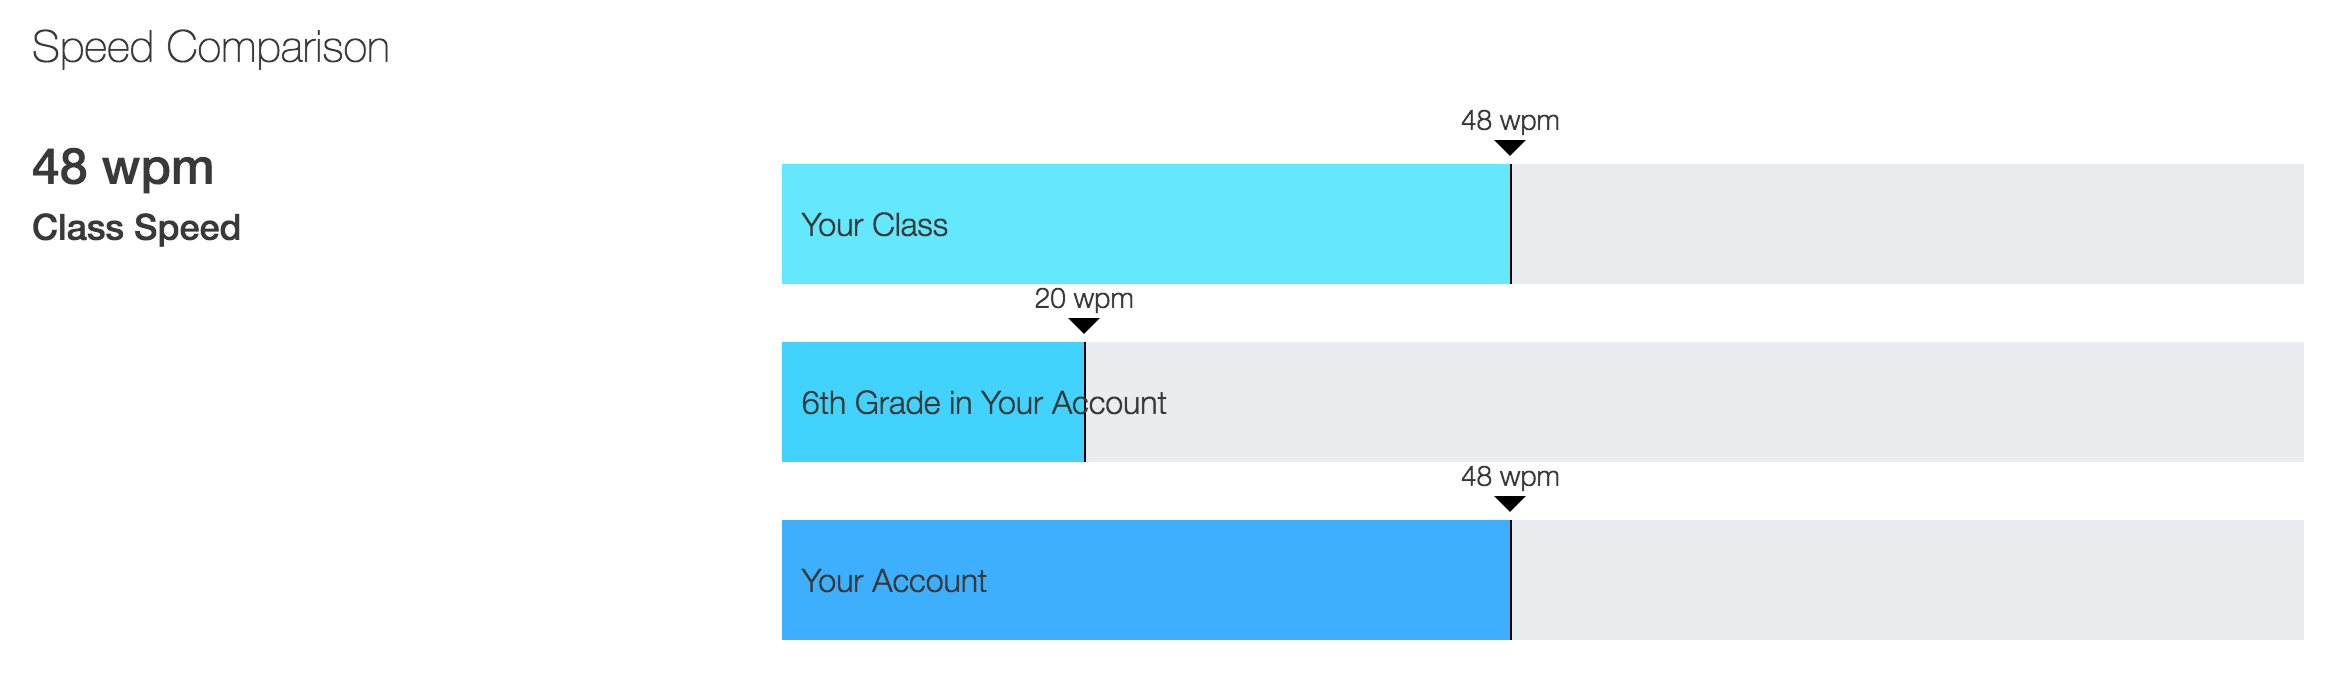 Speed Comparison
48 wpm
Class Speed
48 wpm
Your Class
20 wpm
6th Grade in Your Account
48 wpm
Your Account